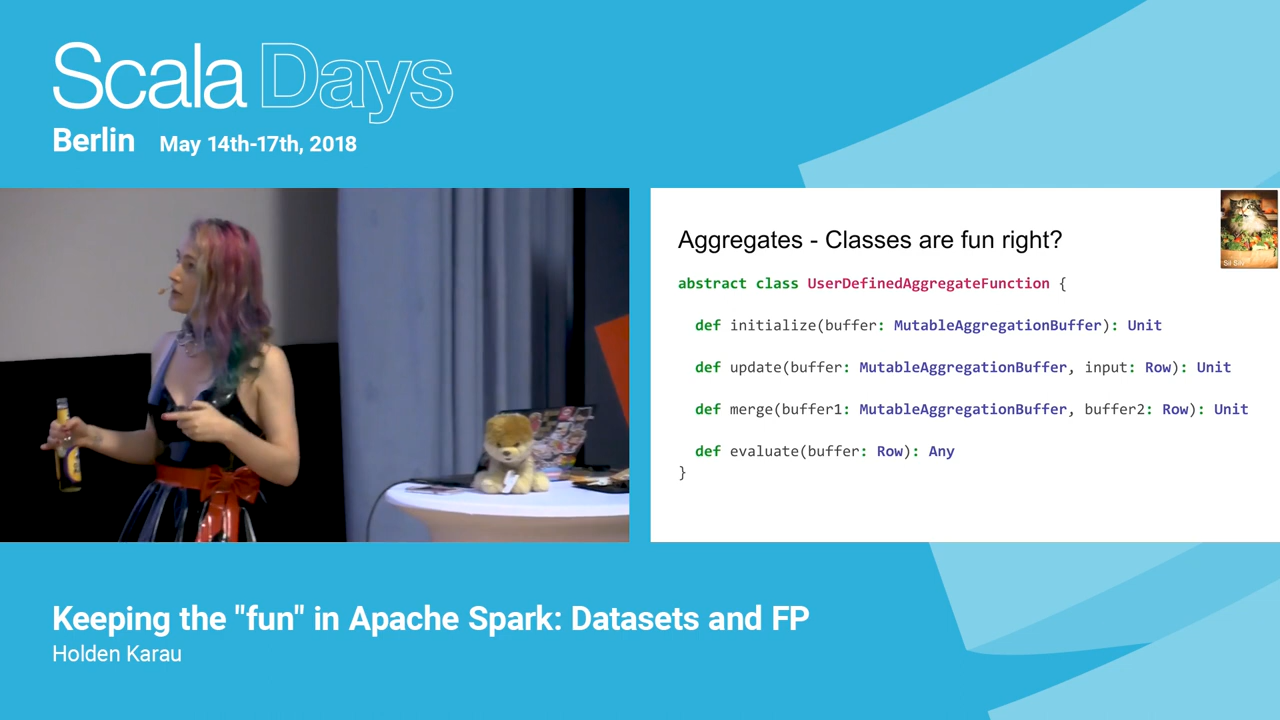 Scala Days
Berlin May 14th-17th, 2018
Aggregates - Classes are fun right?
abstract class UserDefinedAggregateFunction {
def initialize(buffer: MutableAggregationBuffer): Unit
def update(buffer: MutableAggregationBuffer, input: Row): Unit
def merge(buffer1: MutableAggregationBuffer, buffer2: Row): Unit
def evaluate(buffer: Row): Any
}
Keeping the "fun" in Apache Spark: Datasets and FP
Holden Karau